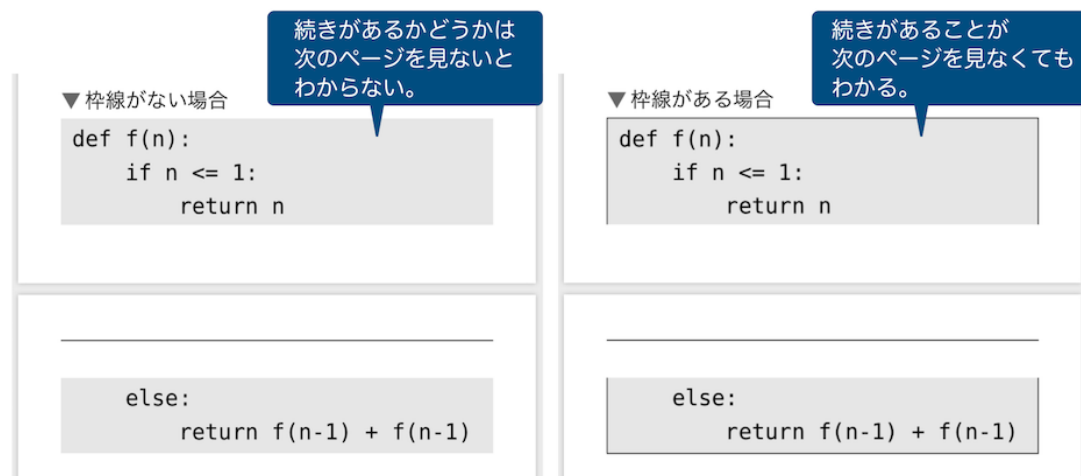 続きがあるかどうかは
次のページを見ないと
わからない。
▼枠線がない場合
def f(n):
    if n <= 1:
        return n
    else:
        return f(n-1) + f(n-1)
続きがあることが
次のページを見なくても
わかる。
▼枠線がある場合
def f(n):
    if n <= 1:
        return n
    else:
        return f(n-1) + f(n-1)